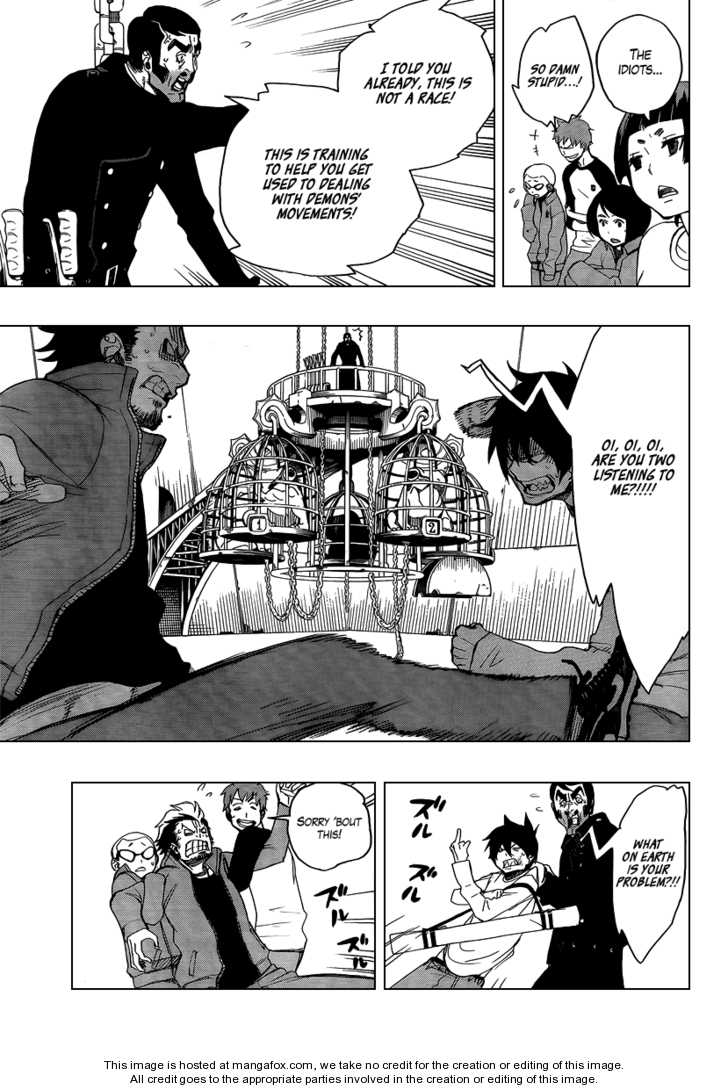 THE
IDIOTS...
SO DAMN
STUPID...!
I TOLD YOU
ALREADY, THIS IS
NOT A RACE!
THIS IS TRAINING
TO HELP YOU GET
USED TO DEALING
WITH DEMONS'
MOVEMENTS!
OI, OI, OI,
ARE YOU TWO
LISTENING TO
ME?!!!!
1
2
WHAT
ON EARTH
IS YOUR
PROBLEM?!!
ズル
ズル
SORRY 'BOUT
THIS!
ズル
ズル
This image is hosted at mangafox.com, we take no credit for the creation or editing of this image.
All credit goes to the appropriate parties involved in creation or editing of this image.